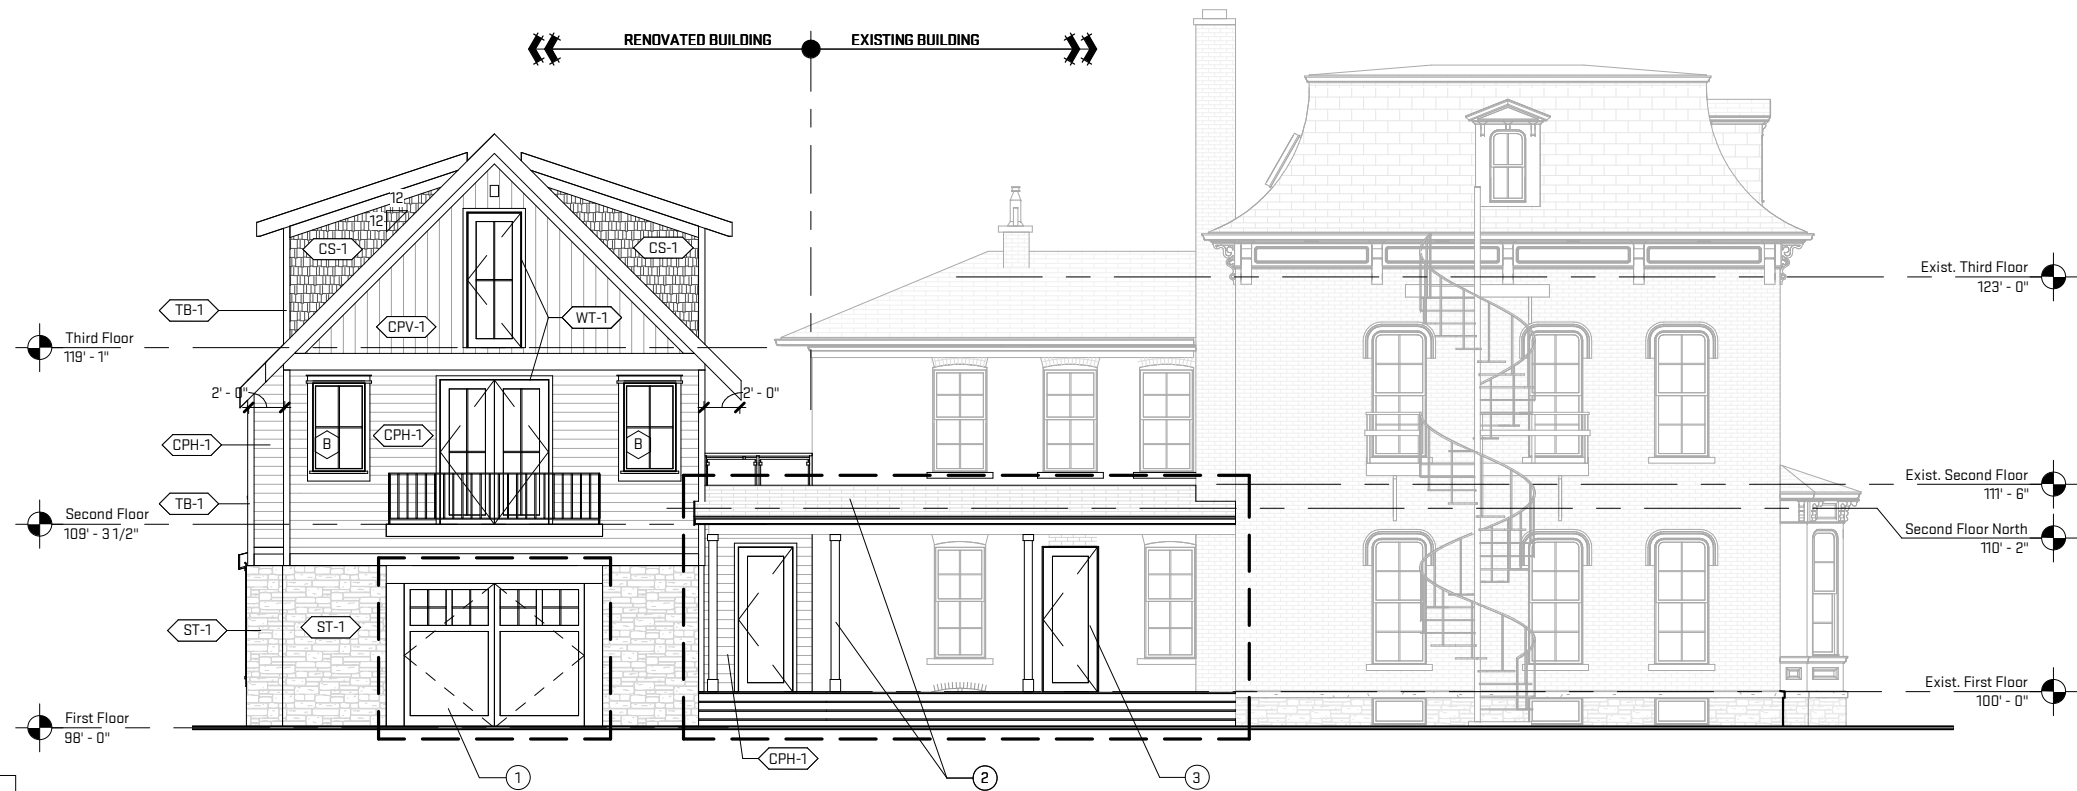 RENOVATED BUILDING
EXISTING BUILDING
12
12
CS-1
CS-1
TB-1
CPV-1
WT-1
Third Floor
119' - 1"
2' - 0"
2' - 0"
B
B
CPH-1
CPH-1
TB-1
Second Floor
109' - 3 1/2"
ST-1
ST-1
First Floor
98' - 0"
CPH-1
1
2
3
Exist. Third Floor
123' - 0"
Exist. Second Floor
111' - 6"
Second Floor North
110' - 2"
Exist. First Floor
100' - 0"